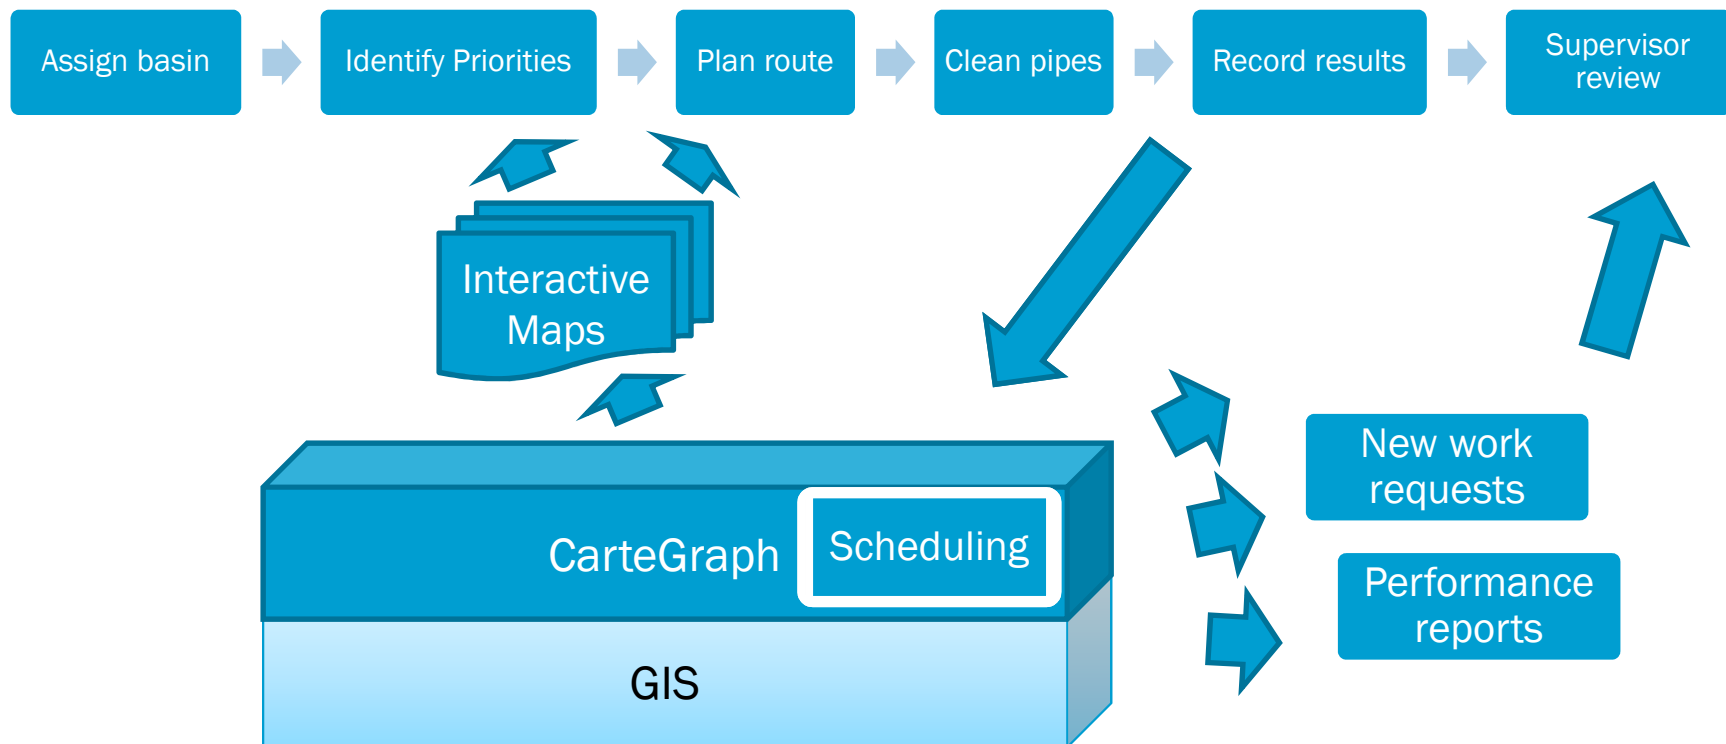 Assign basin
Identify Priorities
Plan route
Clean pipes
Record results
Supervisor
review
Interactive
Maps
New work
requests
CarteGraph
Scheduling
Performance
reports
GIS